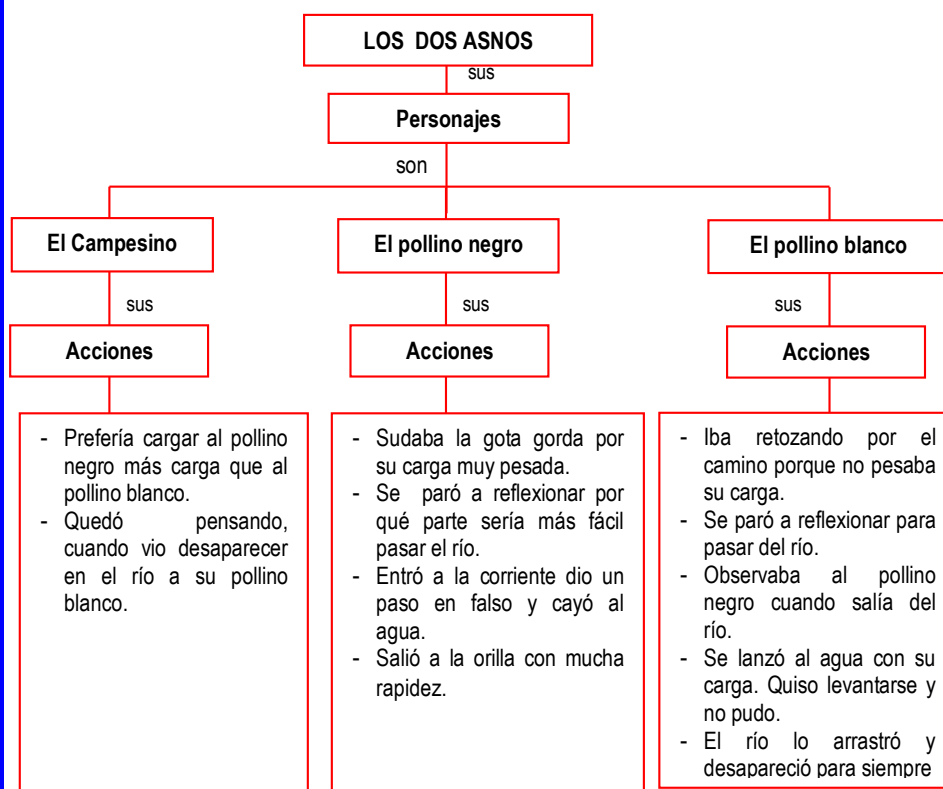 LOS DOS ASNOS
sus
Personajes
son
El Campesino
El pollino negro
El pollino blanco
sus
sus
sus
Acciones
Acciones
Acciones
- Prefería cargar al pollino
negro más carga que al
pollino blanco.
- Quedó pensando,
cuando vio desaparecer
en el río a su pollino
blanco.
- Sudaba la gota gorda por
su carga muy pesada.
- Se paró a reflexionar por
qué parte sería más fácil
pasar el río.
- Entró a la corriente dio un
paso en falso y cayó al
agua.
- Salió a la orilla con mucha
rapidez.
- Iba retozando por el
camino porque no pesaba
su carga.
- Se paró a reflexionar para
pasar del río.
- Observaba al pollino
negro cuando salía del
río.
- Se lanzó al agua con su
carga. Quiso levantarse y
no pudo.
- El río lo arrastró y
desapareció para siempre